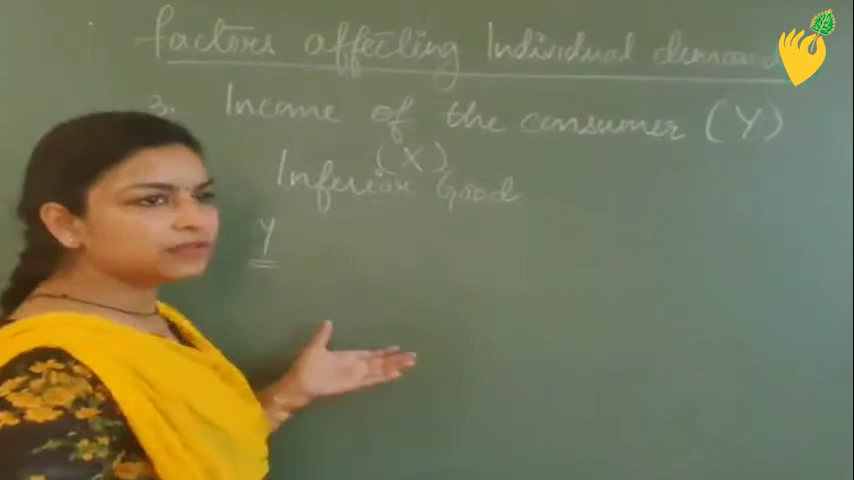 factors affecting Individual demand
3. Income of the consumer (Y)
(X)
Inferior Good
Y